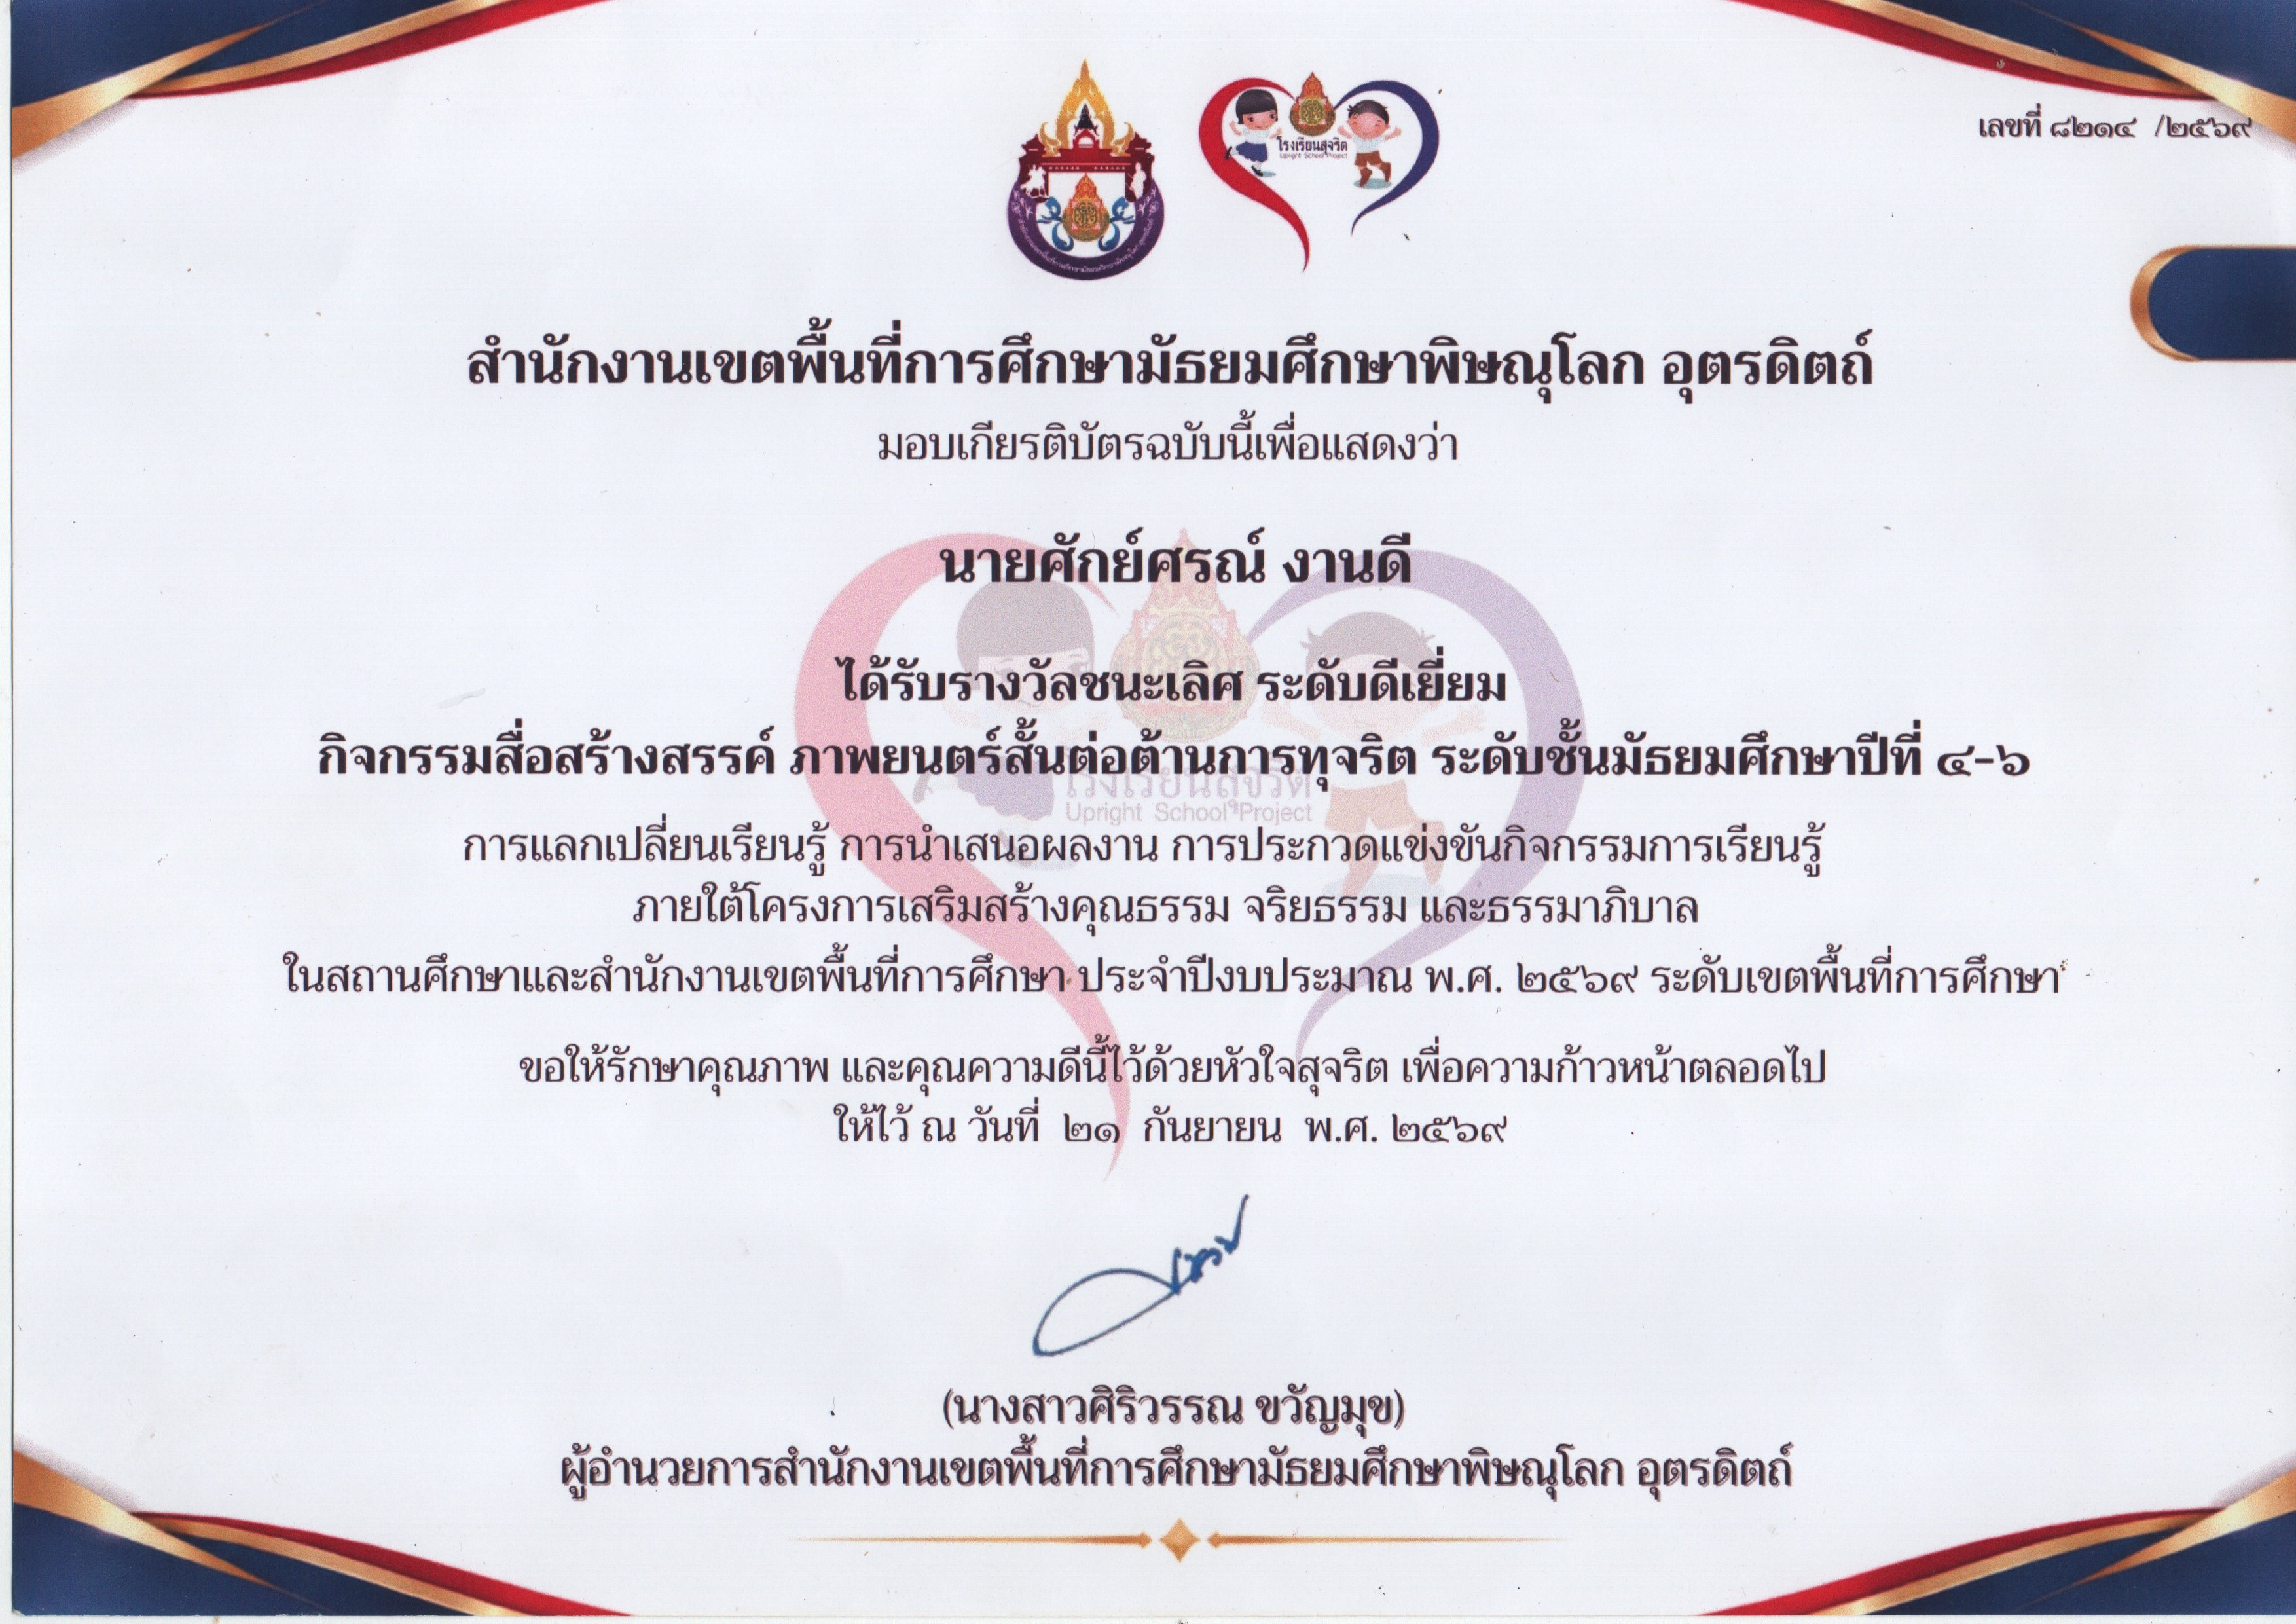 โรงเรียนสุจริต
Upright School Project
เลขที่ ๘๒๑๔ /๒๕๖๙
สำนักงานเขตพื้นที่การศึกษามัธยมศึกษาพิษณุโลก อุตรดิตถ์
มอบเกียรติบัตรฉบับนี้เพื่อแสดงว่า
นายศักย์ศรณ์ งานดี
ได้รับรางวัลชนะเลิศ ระดับดีเยี่ยม
กิจกรรมสื่อสร้างสรรค์ ภาพยนตร์สั้นต่อต้านการทุจริต ระดับชั้นมัธยมศึกษาปีที่ ๔-๖
โรงเรียนสุจริต
Upright School Project
การแลกเปลี่ยนเรียนรู้ การนำเสนอผลงาน การประกวดแข่งขันกิจกรรมการเรียนรู้
ภายใต้โครงการเสริมสร้างคุณธรรม จริยธรรม และธรรมาภิบาล
ในสถานศึกษาและสำนักงานเขตพื้นที่การศึกษา ประจำปีงบประมาณ พ.ศ. ๒๕๖๙ ระดับเขตพื้นที่การศึกษา
ขอให้รักษาคุณภาพ และคุณความดีนี้ไว้ด้วยหัวใจสุจริต เพื่อความก้าวหน้าตลอดไป
ให้ไว้ ณ วันที่ ๒๑ กันยายน พ.ศ. ๒๕๖๙
(นางสาวศิริวรรณ ขวัญมุข)
ผู้อำนวยการสำนักงานเขตพื้นที่การศึกษามัธยมศึกษาพิษณุโลก อุตรดิตถ์